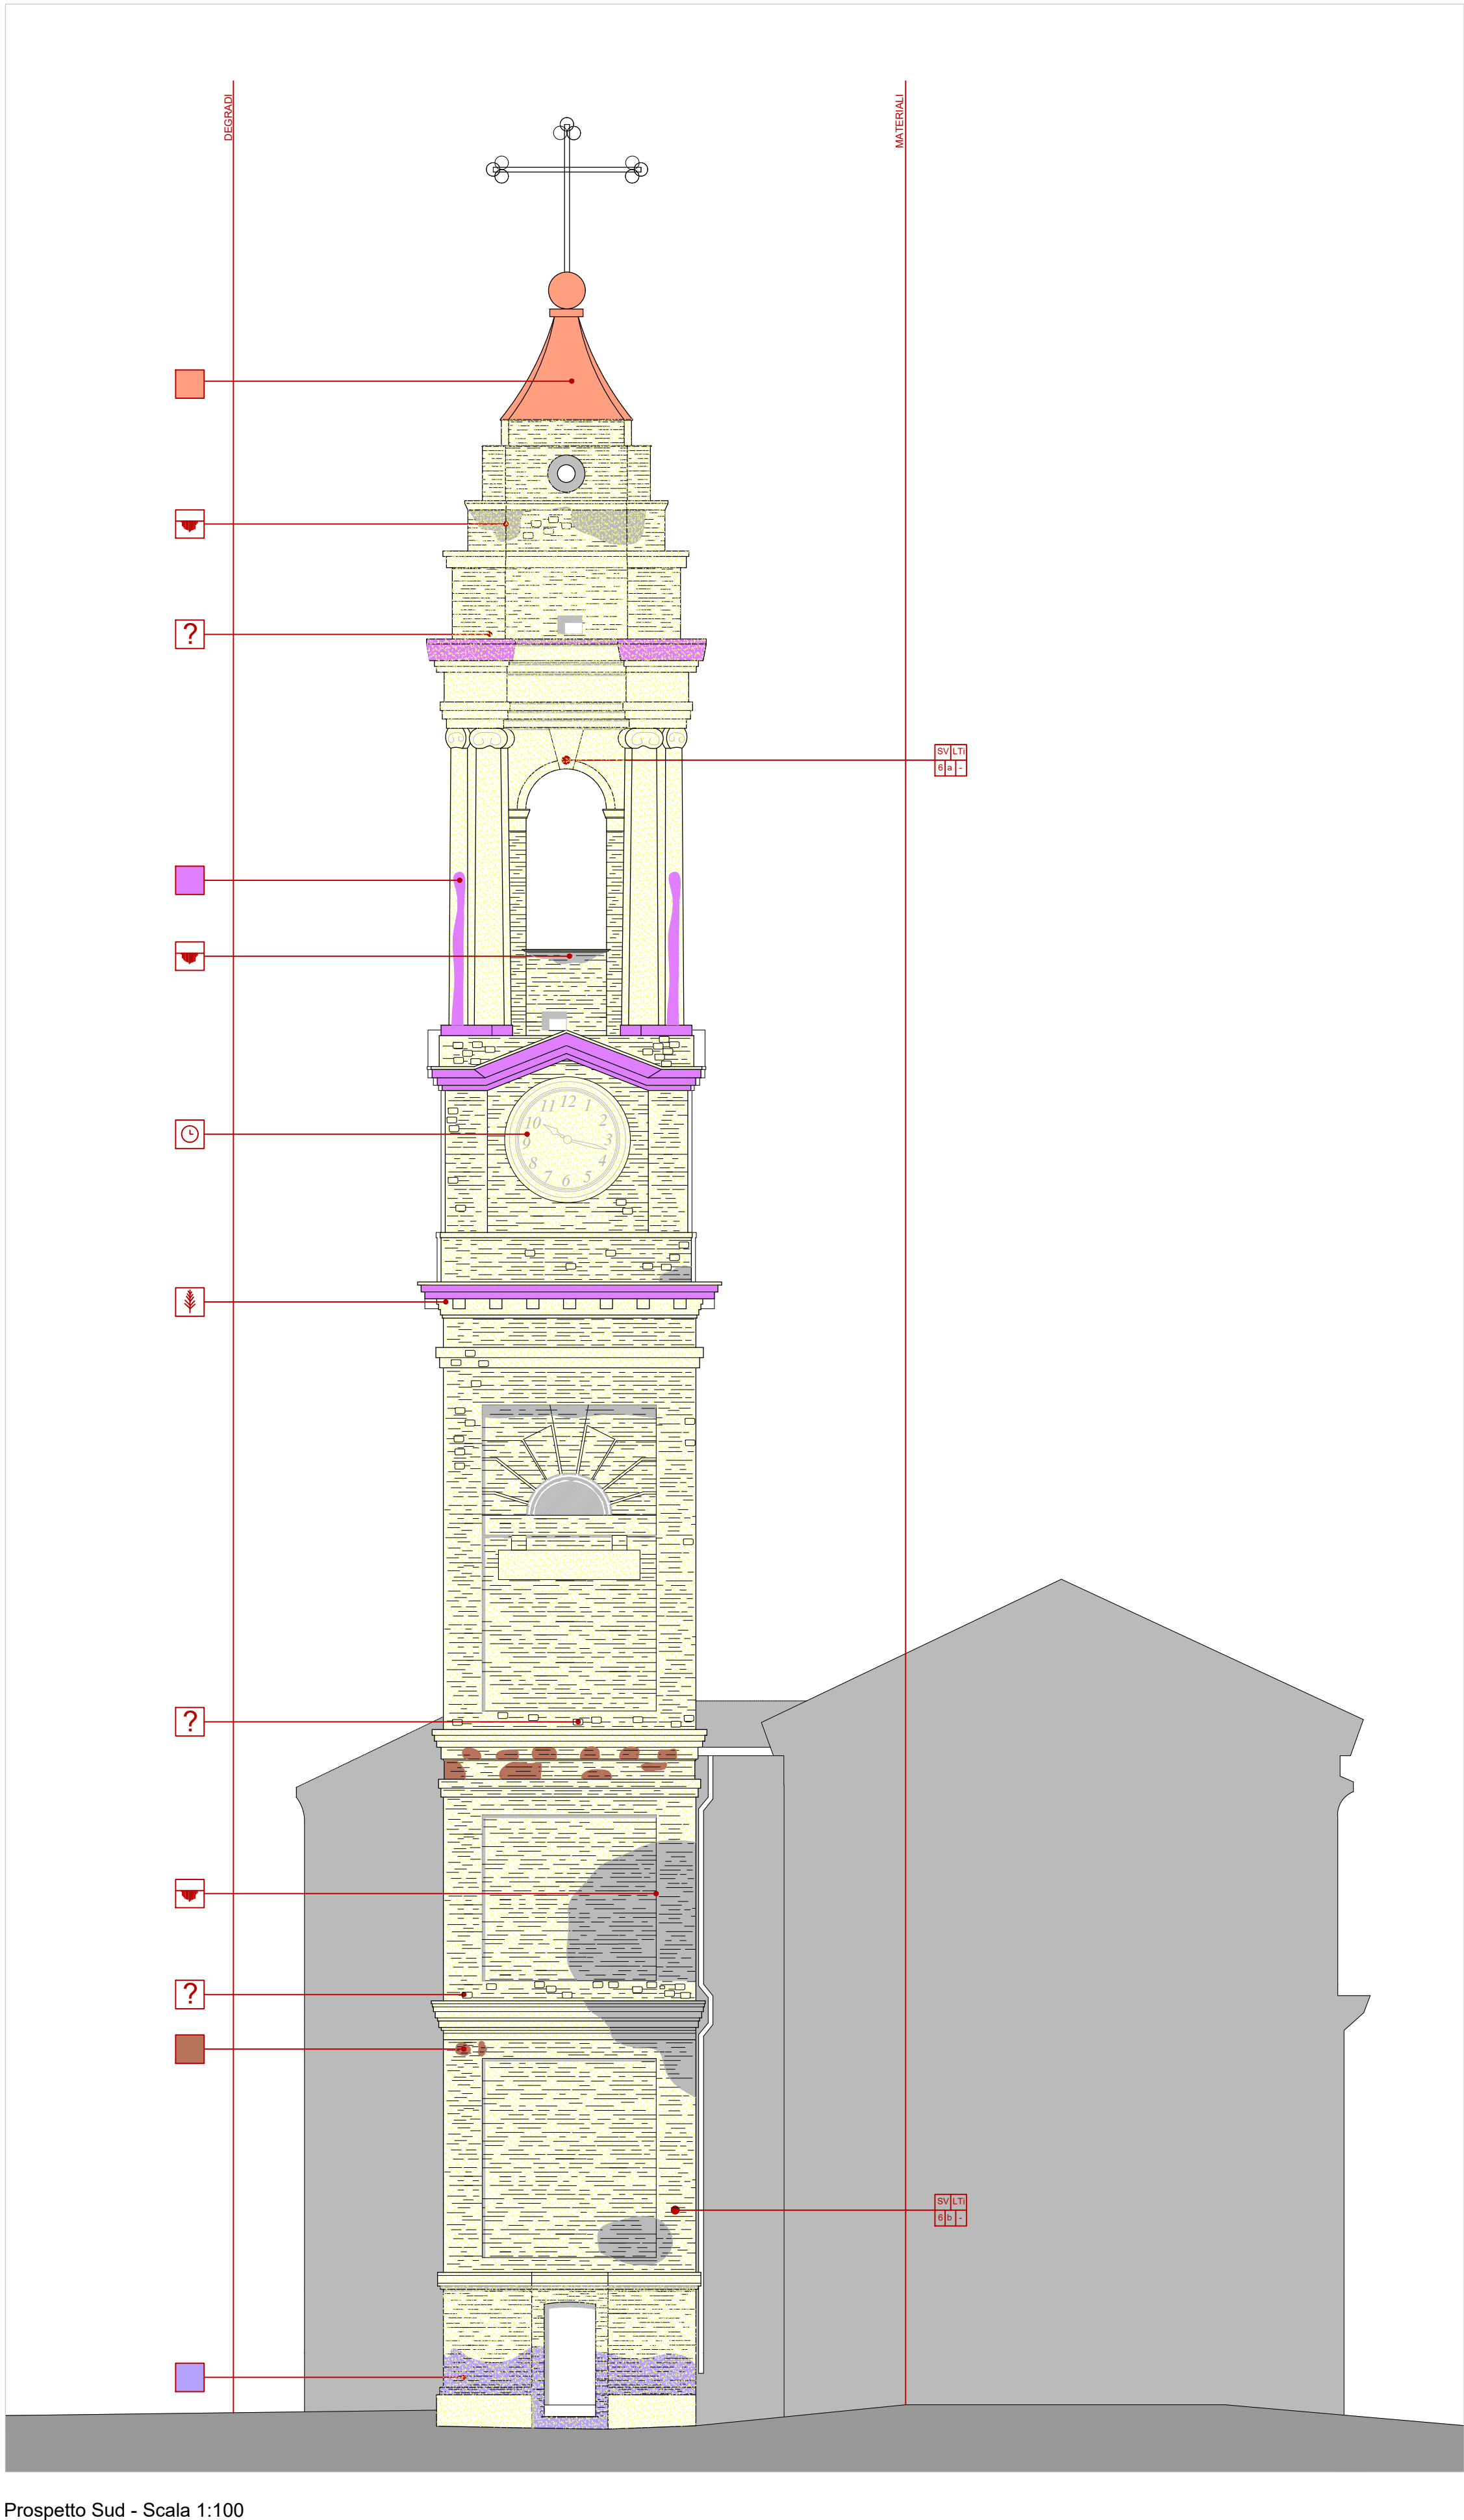 DEGRADI
MATERIALI
?
SV LTi
6 a -
11 12 1
10 2
9 3
8 4
7 6 5
?
?
SV LTi
6 b -
Prospetto Sud - Scala 1:100